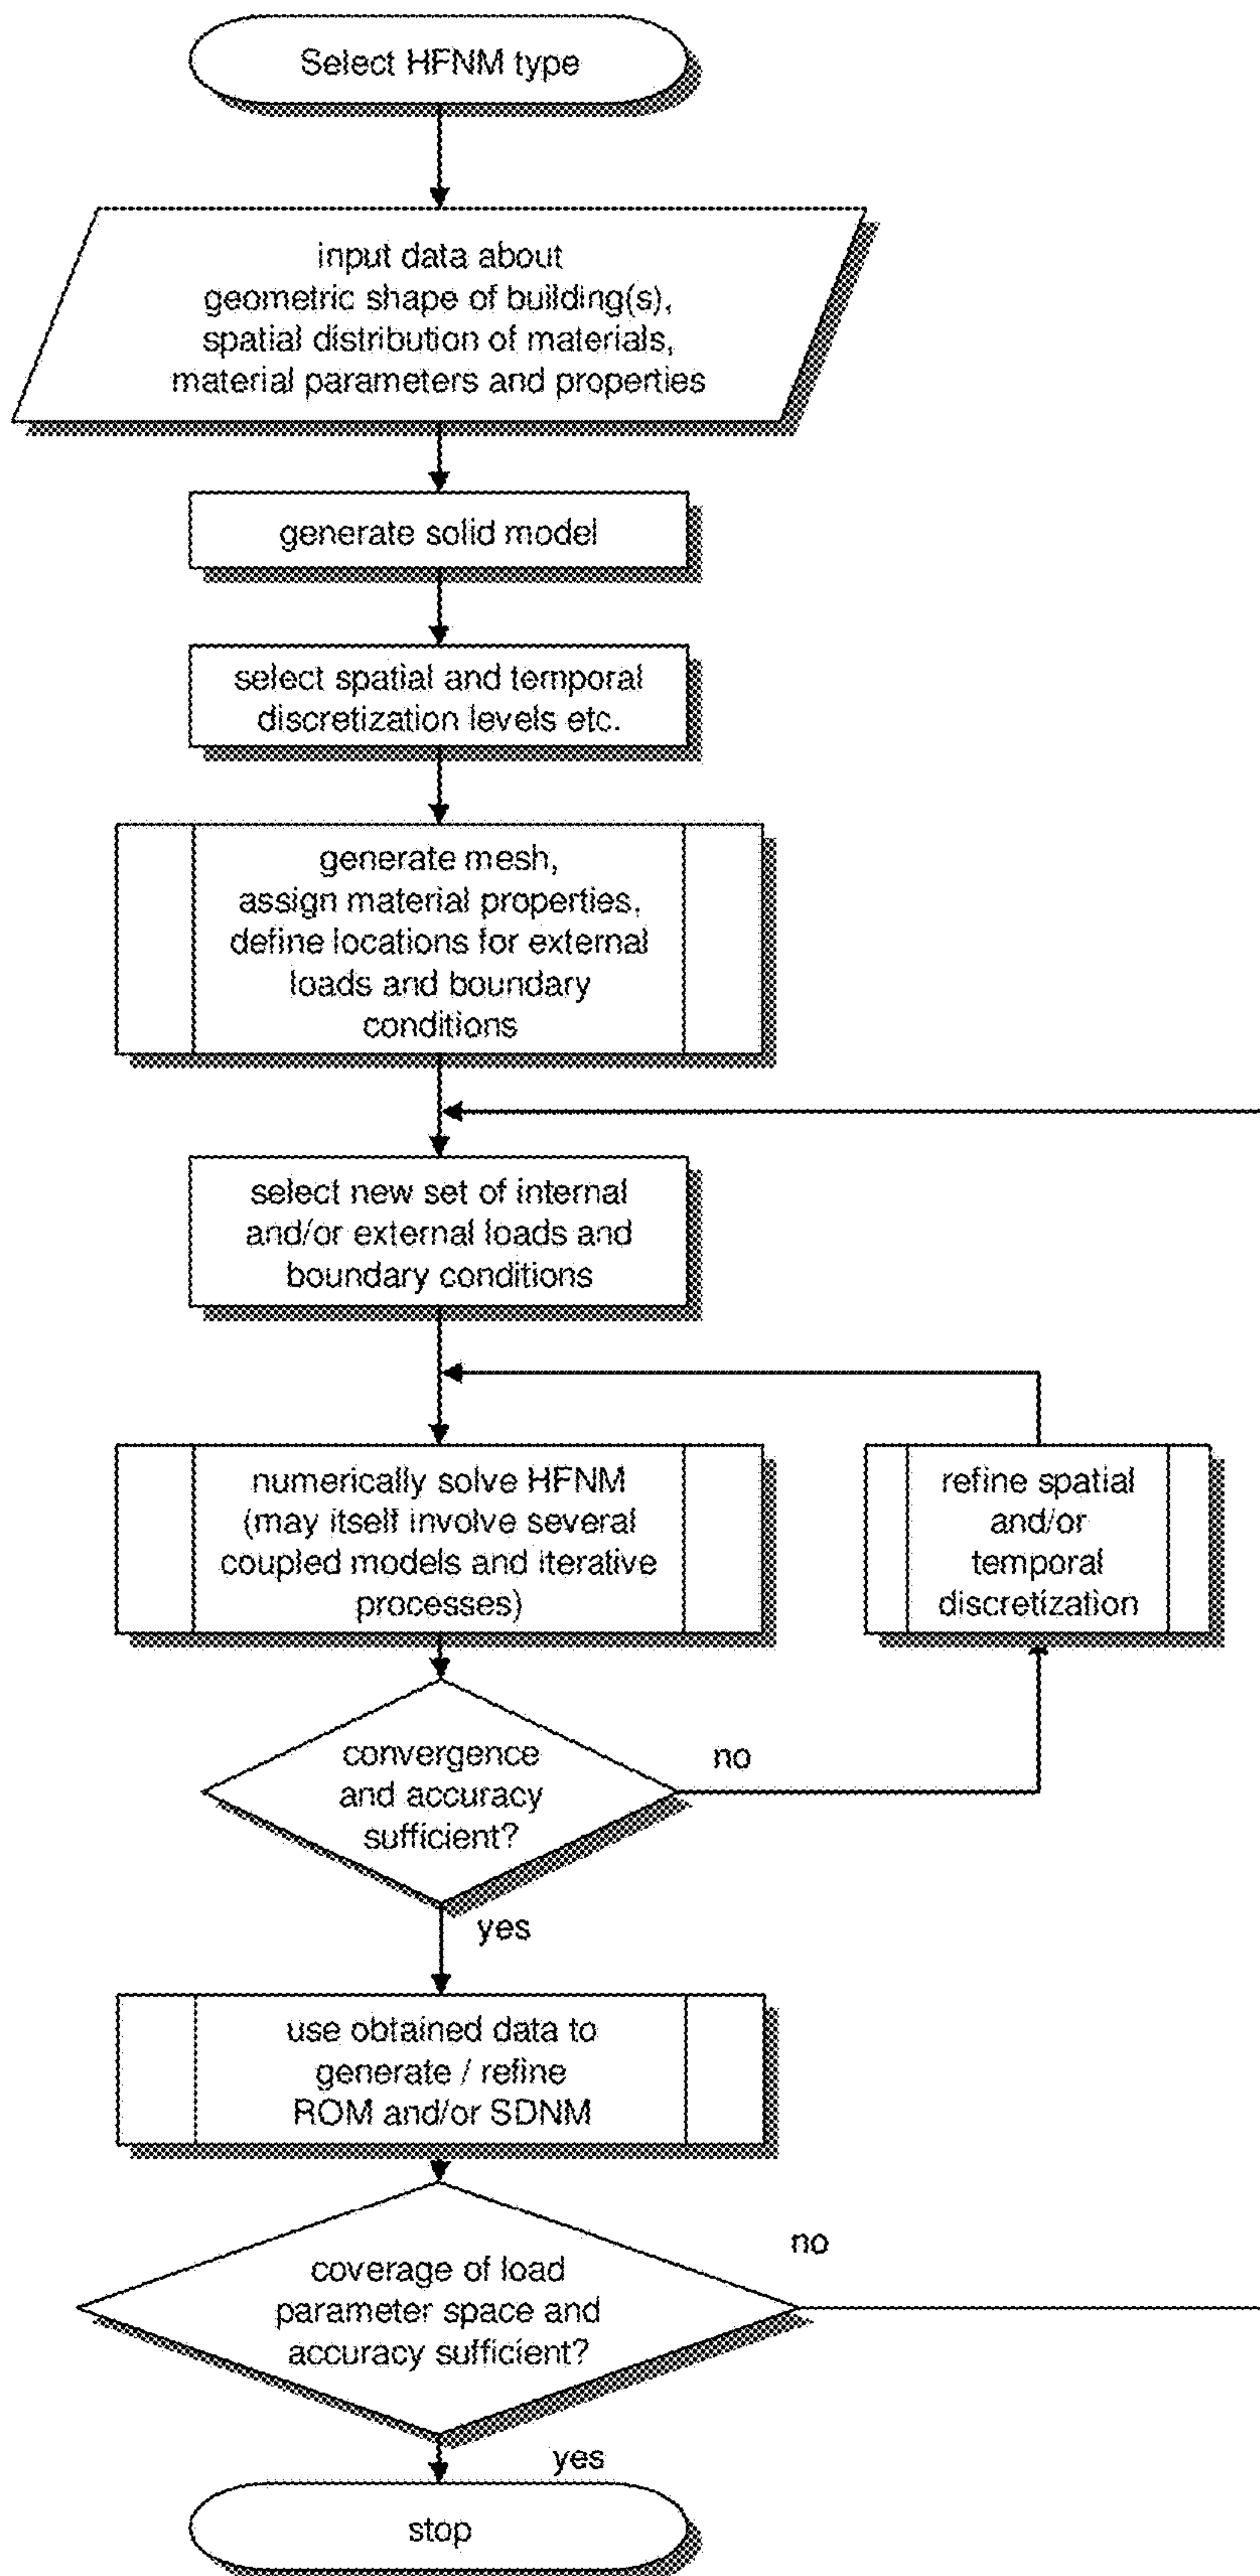 Select HFNM type
input data about
geometric shape of building(s),
spatial distribution of materials,
material parameters and properties
generate solid model
select spatial and temporal
discretization levels etc.
generate mesh,
assign material properties,
define locations for external
loads and boundary
conditions
select new set of internal
and/or external loads and
boundary conditions
numerically solve HFNM
(may itself involve several
coupled models and iterative
processes)
refine spatial
and/or
temporal
discretization
convergence
and accuracy
sufficient?
no
yes
use obtained data to
generate / refine
ROM and/or SDNM
coverage of load
parameter space and
accuracy sufficient?
no
yes
stop